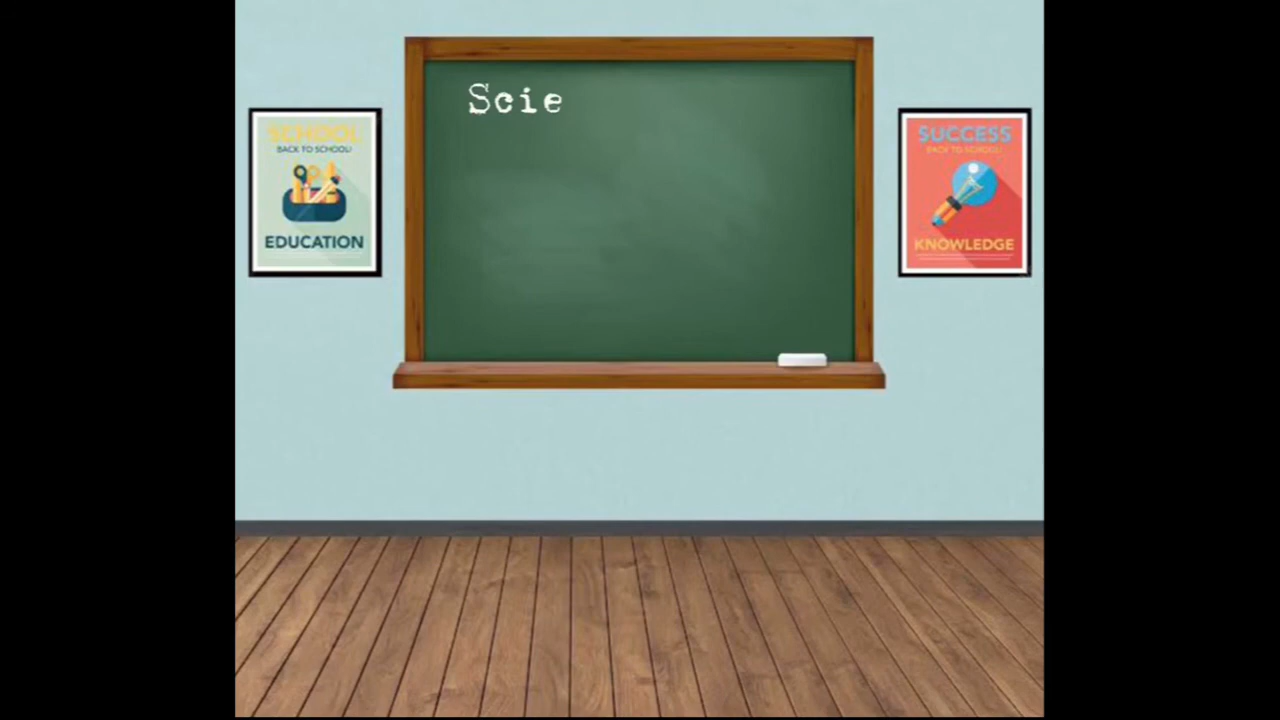 Scie
SCHOOL
BACK TO SCHOOL!
EDUCATION
SUCCESS
BACK TO SCHOOL!
KNOWLEDGE